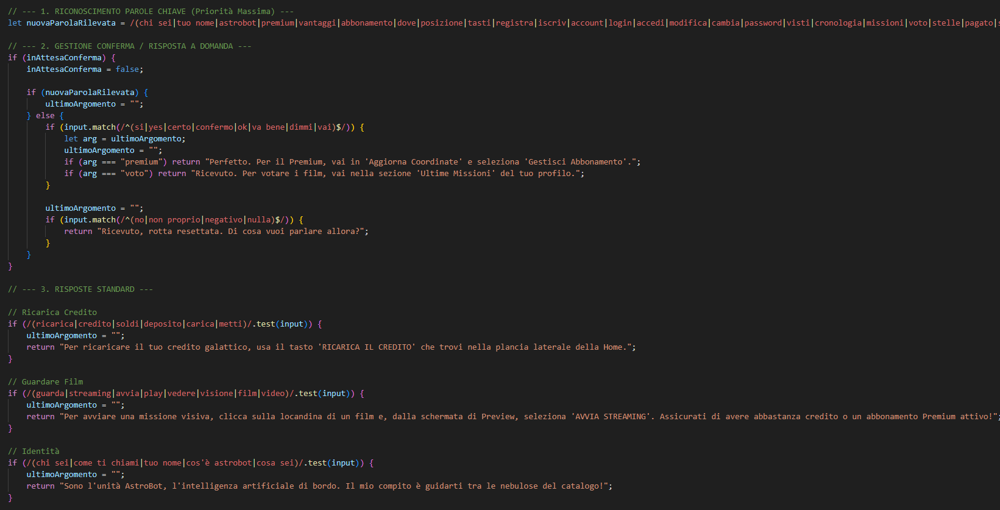 // --- 1. RICONOSCIMENTO PAROLE CHIAVE (Priorità Massima) ---
let nuovaParolaRilevata = /(chi sei|tuo nome|astrobot|premium|vantaggi|abbonamento|dove|posizione|tasti|registra|iscriv|account|login|accedi|modifica|cambia|password|visti|cronologia|missioni|voto|stelle|pagato|
// --- 2. GESTIONE CONFERMA / RISPOSTA A DOMANDA ---
if (inAttesaConferma) {
    inAttesaConferma = false;
    if (nuovaParolaRilevata) {
        ultimoArgomento = "";
    } else {
        if (input.match(/^(si|yes|certo|confermo|ok|va bene|dimmi|vai)$/)) {
            let arg = ultimoArgomento;
            ultimoArgomento = "";
            if (arg === "premium") return "Perfetto. Per il Premium, vai in 'Aggiorna Coordinate' e seleziona 'Gestisci Abbonamento'.";
            if (arg === "voto") return "Ricevuto. Per votare i film, vai nella sezione 'Ultime Missioni' del tuo profilo.";
        }
        ultimoArgomento = "";
        if (input.match(/^(no|non proprio|negativo|nulla)$/)) {
            return "Ricevuto, rotta resettata. Di cosa vuoi parlare allora?";
        }
    }
}
// --- 3. RISPOSTE STANDARD ---
// Ricarica Credito
if (/(ricarica|credito|soldi|deposito|carica|metti)/.test(input)) {
    ultimoArgomento = "";
    return "Per ricaricare il tuo credito galattico, usa il tasto 'RICARICA IL CREDITO' che trovi nella plancia laterale della Home.";
}
// Guardare Film
if (/(guarda|streaming|avvia|play|vedere|visione|film|video)/.test(input)) {
    ultimoArgomento = "";
    return "Per avviare una missione visiva, clicca sulla locandina di un film e, dalla schermata di Preview, seleziona 'AVVIA STREAMING'. Assicurati di avere abbastanza credito o un abbonamento Premium attivo!";
}
// Identità
if (/(chi sei|come ti chiami|tuo nome|cos'è astrobot|cosa sei)/.test(input)) {
    ultimoArgomento = "";
    return "Sono l'unità AstroBot, l'intelligenza artificiale di bordo. Il mio compito è guidarti tra le nebulose del catalogo!";
}